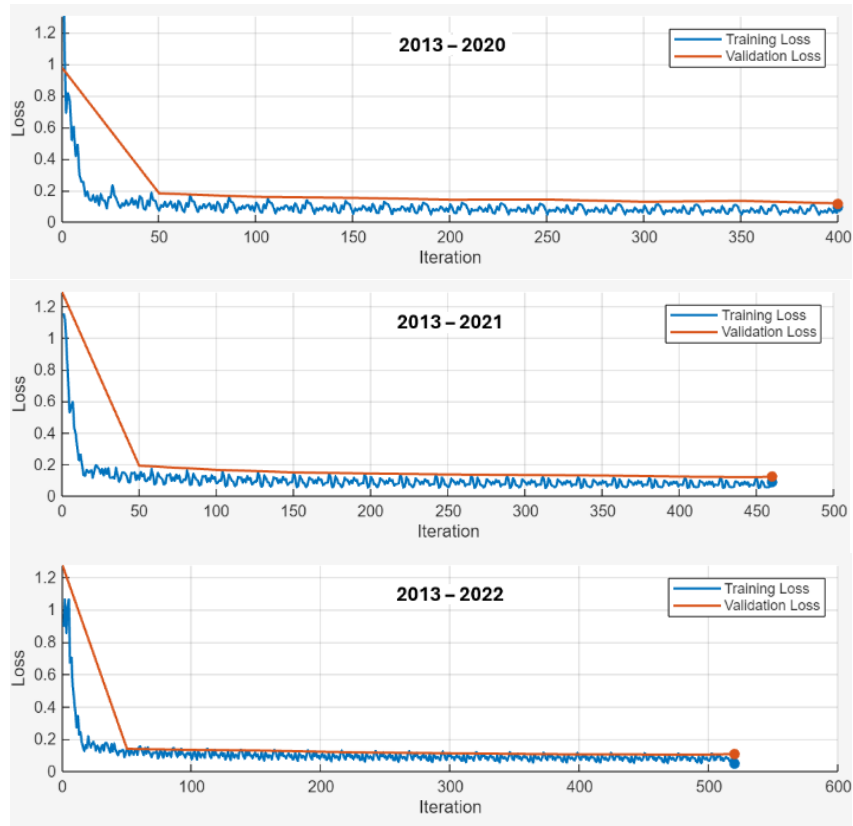 2013 – 2020
Training Loss
Validation Loss
Loss
1.2
1
0.8
0.6
0.4
0.2
0
0 50 100 150 200 250 300 350 400
Iteration
2013 – 2021
Training Loss
Validation Loss
Loss
1.2
1
0.8
0.6
0.4
0.2
0
0 50 100 150 200 250 300 350 400 450 500
Iteration
2013 – 2022
Training Loss
Validation Loss
Loss
1.2
1
0.8
0.6
0.4
0.2
0
0 100 200 300 400 500 600
Iteration